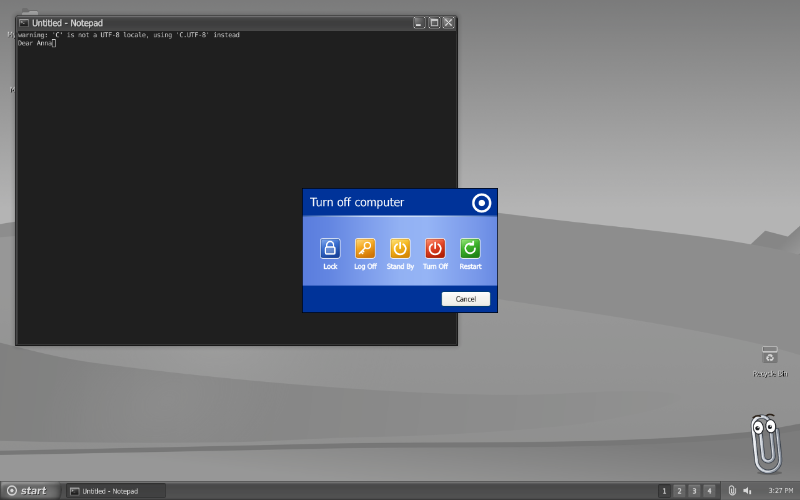 Untitled - Notepad
warning: 'C' is not a UTF-8 locale, using 'C.UTF-8' instead
Dear Anna
Turn off computer
Lock
Log Off
Stand By
Turn Off
Restart
Cancel
Recycle Bin
start
Untitled - Notepad
1 2 3 4
3:27 PM